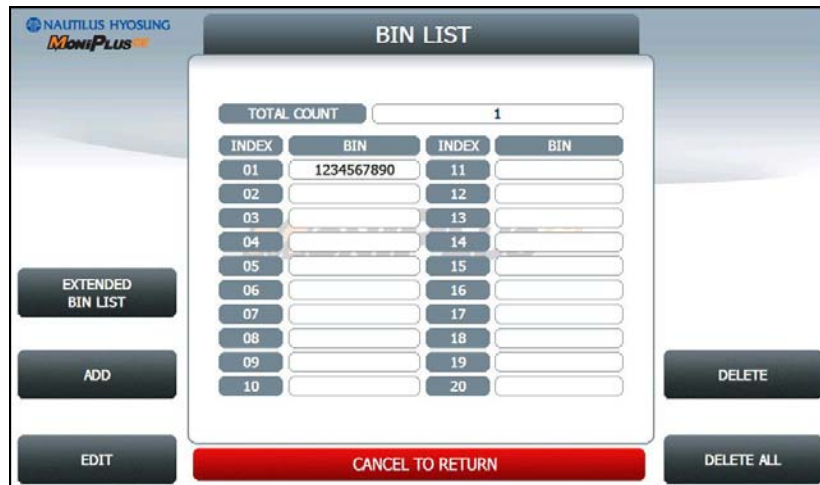 NAUTILUS HYOSUNG
MONIPLUS
BIN LIST
TOTAL COUNT 1
INDEX BIN INDEX BIN
01 1234567890 11
02 12
03 13
04 14
05 15
06 16
07 17
08 18
09 19
10 20
EXTENDED
BIN LIST
ADD
EDIT
CANCEL TO RETURN
DELETE
DELETE ALL